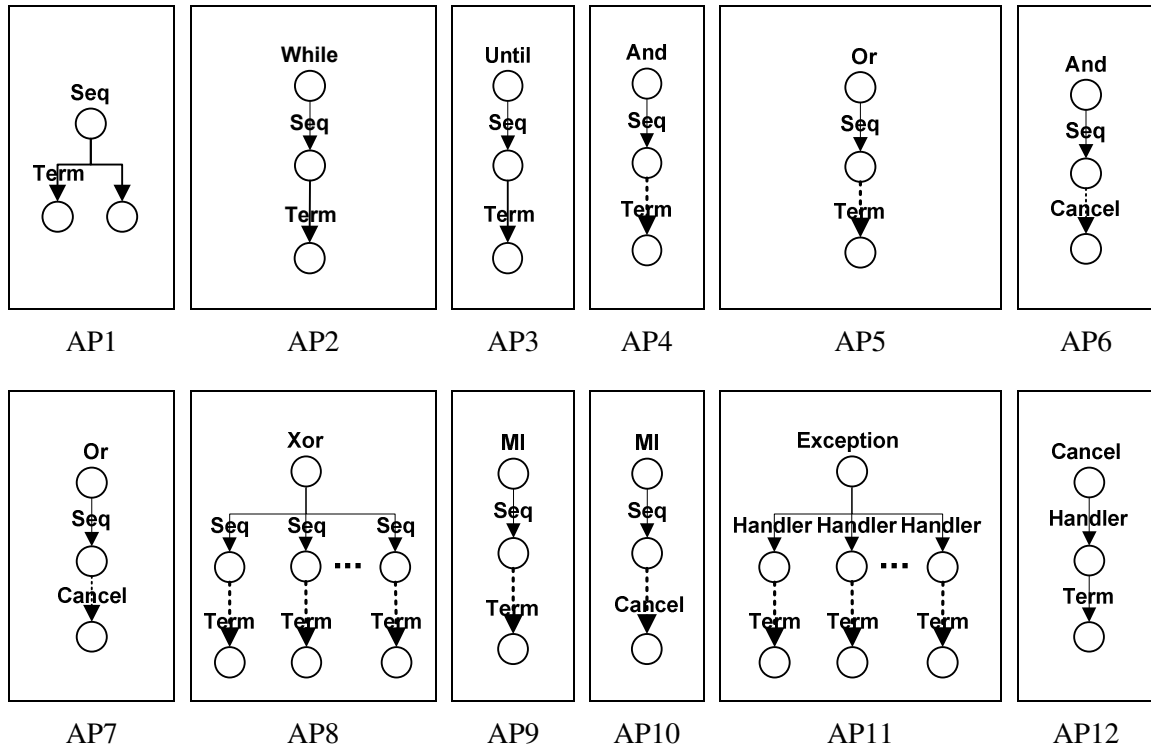 While Until And Or And
Seq
Seq Seq Seq Seq Seq
Term
Term Term Term Term Cancel
AP1 AP2 AP3 AP4 AP5 AP6
Or Xor MI MI Exception Cancel
Seq Seq Seq Seq Seq Seq Handler Handler Handler Handler
...
...
Cancel Term Term Term Term Cancel Term Term Term Term
AP7 AP8 AP9 AP10 AP11 AP12